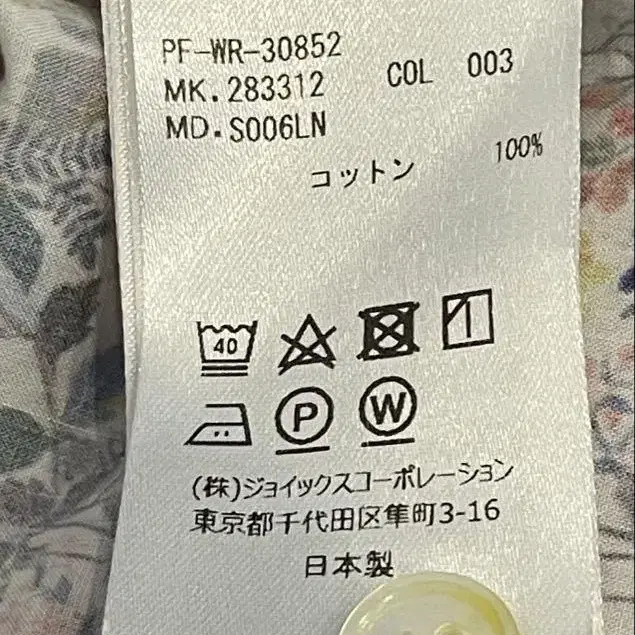 PF-WR-30852
MK.283312 COL 003
MD.S006LN
コットン 100%
40
P W
(株)ジョイックスコーポレーション
東京都千代田区隼町3-16
日本製